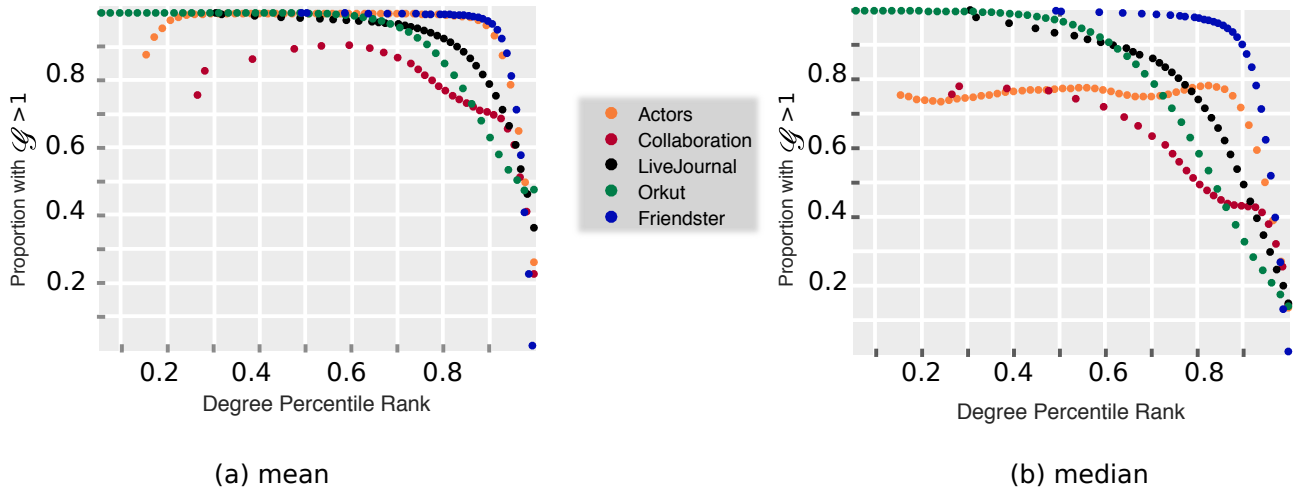 Proportion with 𝒢 >1
0.8
0.6
0.4
0.2
0.2
0.4
0.6
0.8
Degree Percentile Rank
(a) mean
Actors
Collaboration
LiveJournal
Orkut
Friendster
Proportion with 𝒢 >1
0.8
0.6
0.4
0.2
0.2
0.4
0.6
0.8
Degree Percentile Rank
(b) median